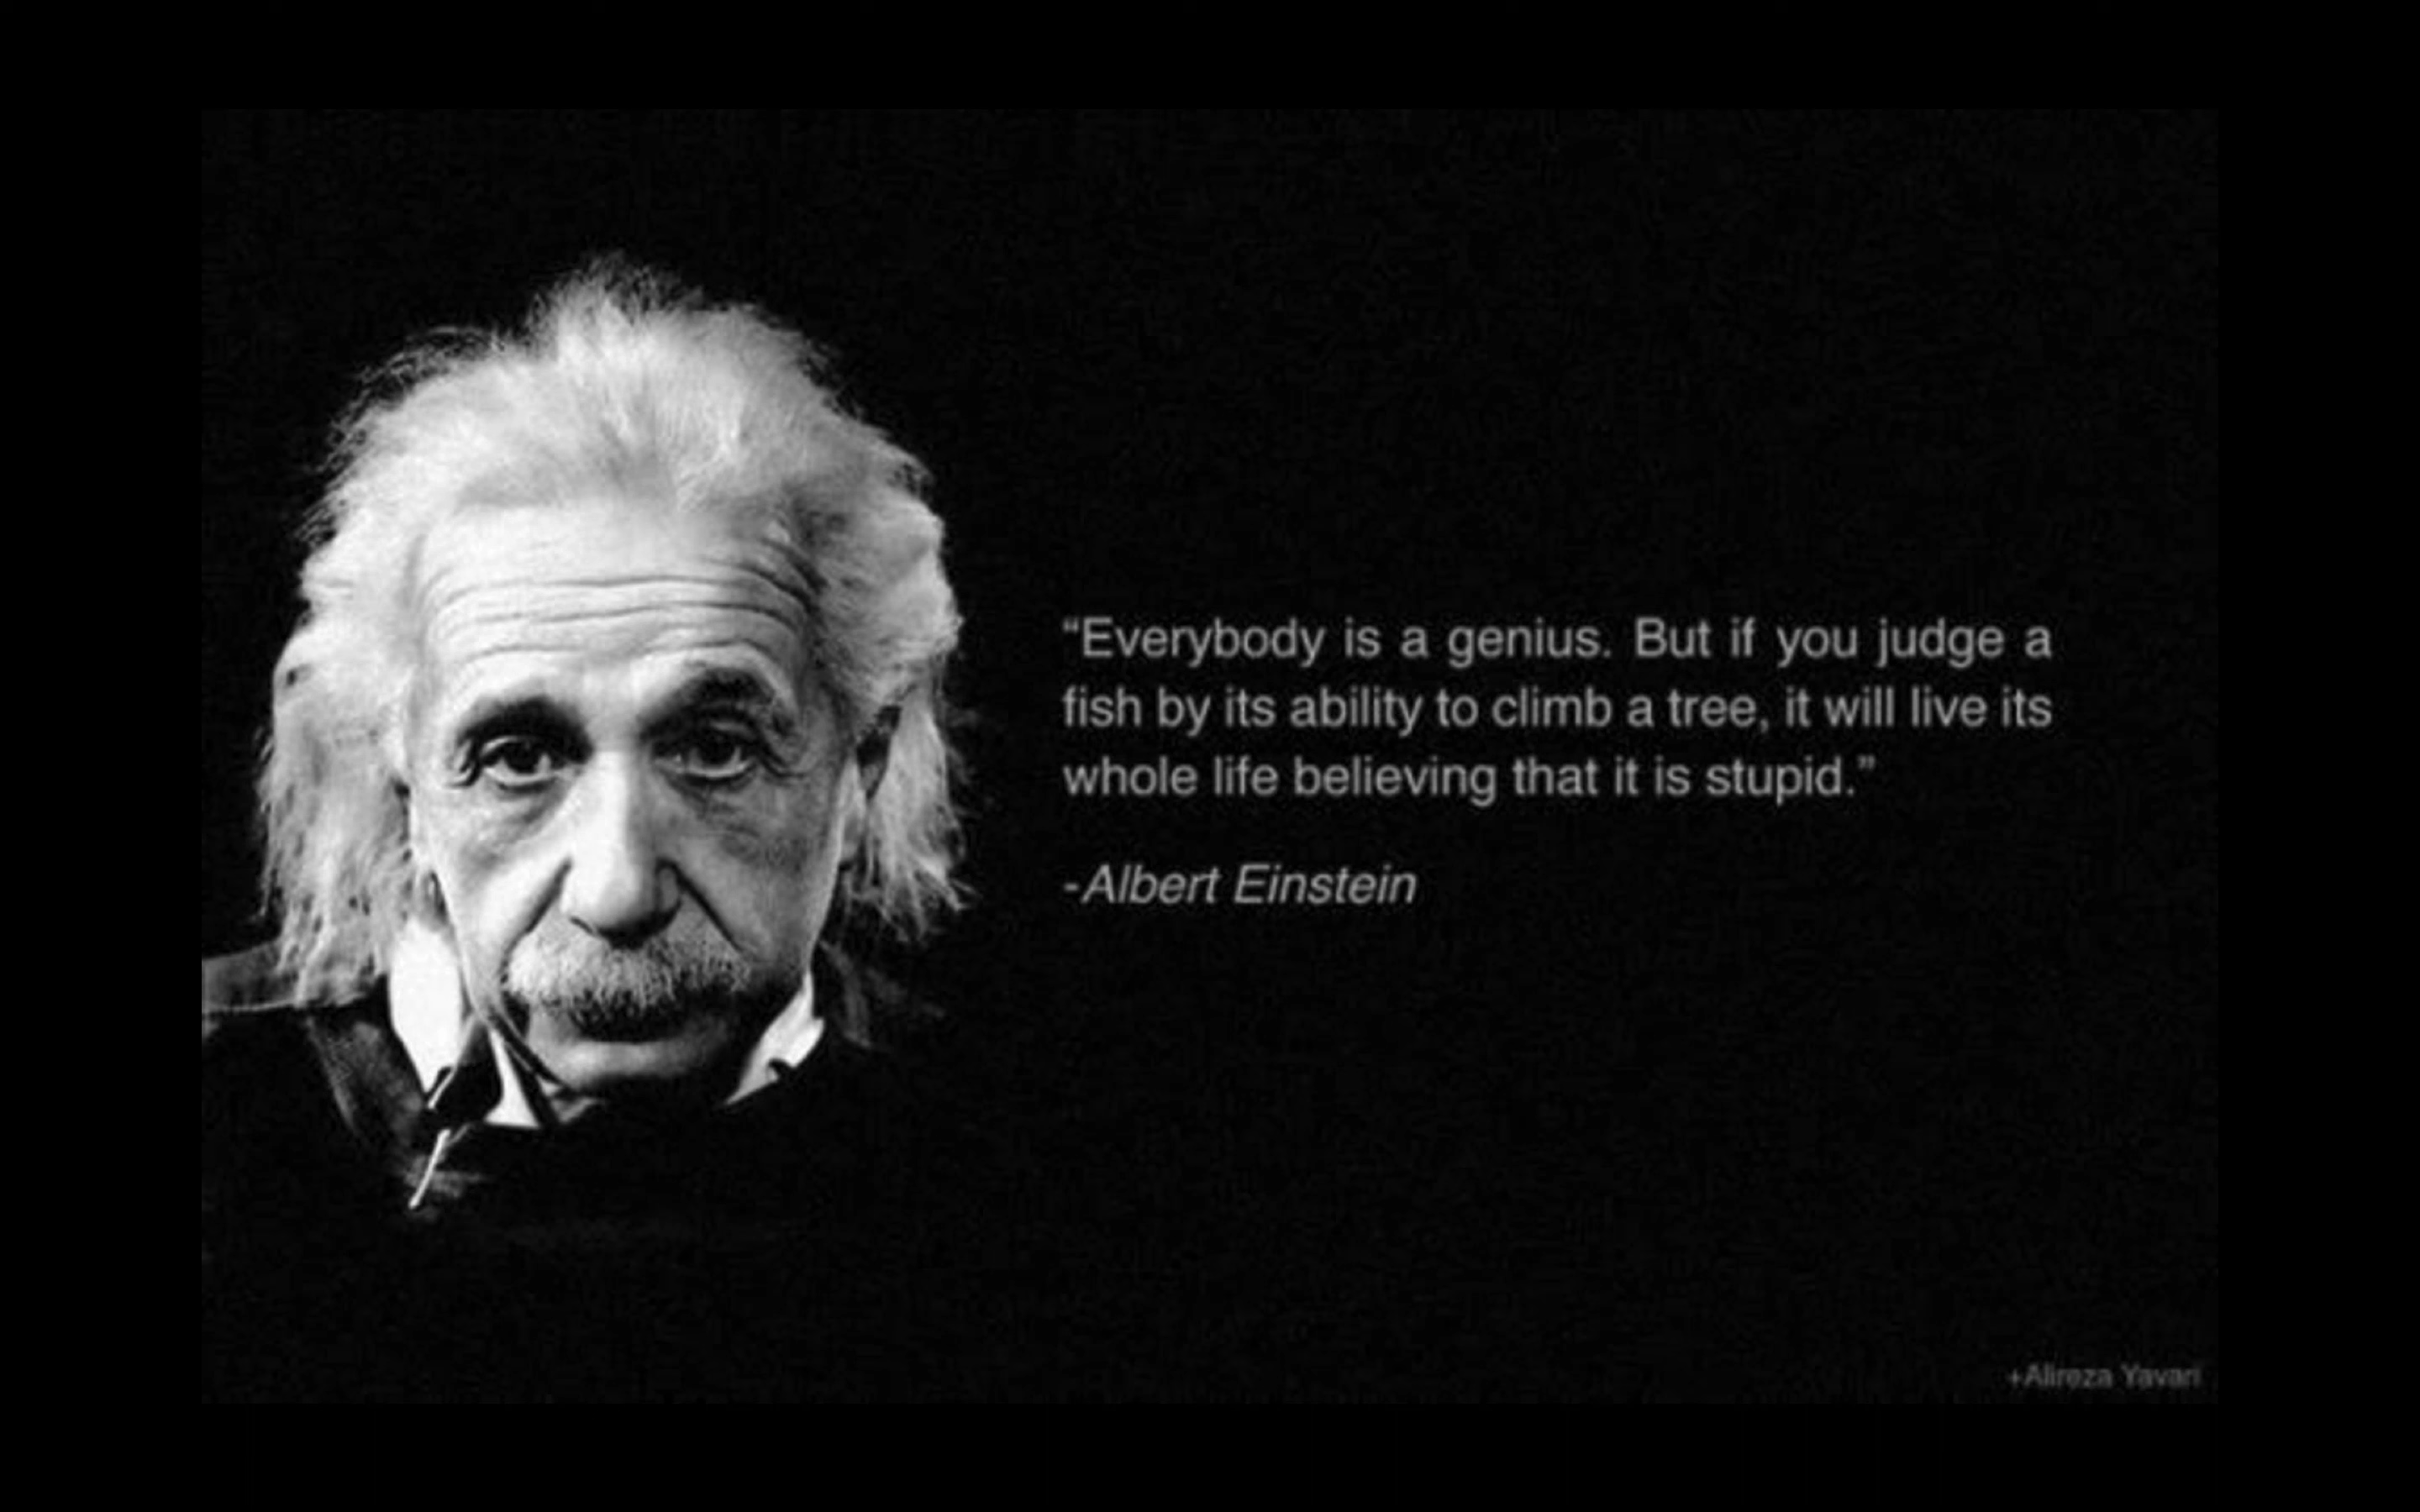 “Everybody is a genius. But if you judge a
fish by its ability to climb a tree, it will live its
whole life believing that it is stupid.”
-Albert Einstein
+Alireza Yavari